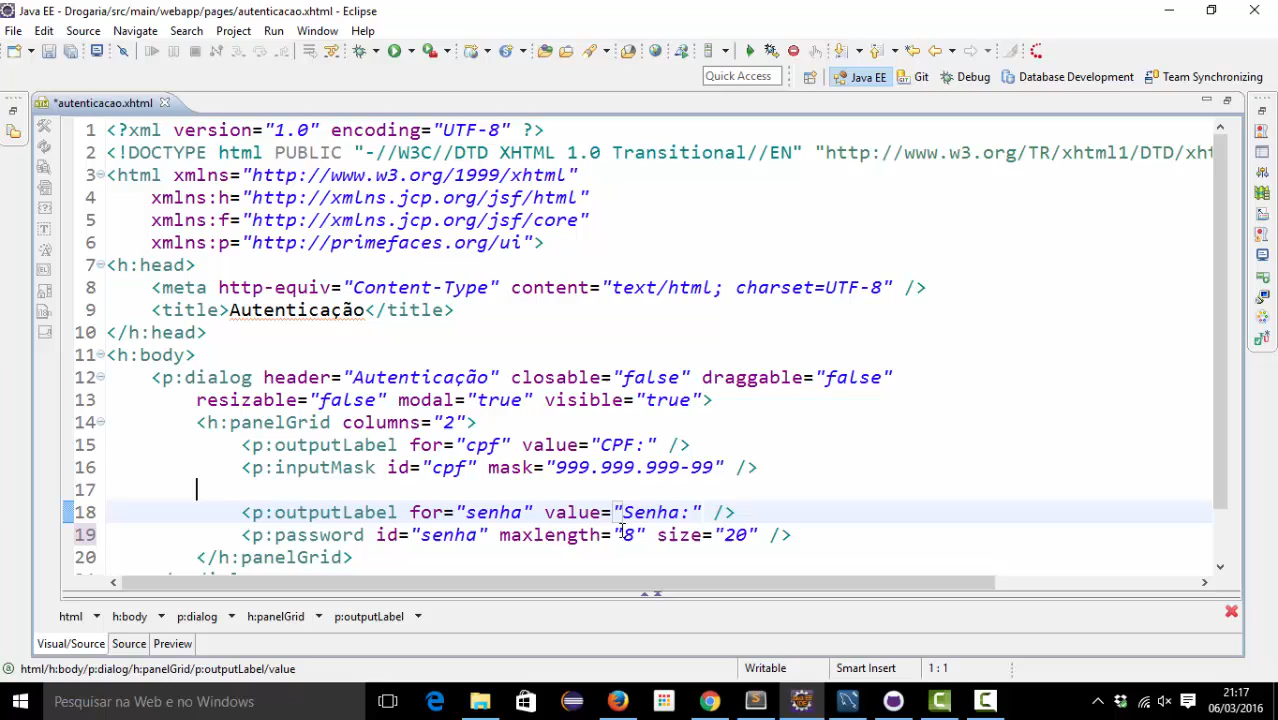 Java EE - Drogaria/src/main/webapp/pages/autenticacao.xhtml - Eclipse
File Edit Source Navigate Search Project Run Window Help
Quick Access Java EE Git Debug Database Development Team Synchronizing
*autenticacao.xhtml
1 <?xml version="1.0" encoding="UTF-8" ?>
2 <!DOCTYPE html PUBLIC "-//W3C//DTD XHTML 1.0 Transitional//EN" "http://www.w3.org/TR/xhtml1/DTD/xht
3 <html xmlns="http://www.w3.org/1999/xhtml"
4 xmlns:h="http://xmlns.jcp.org/jsf/html"
5 xmlns:f="http://xmlns.jcp.org/jsf/core"
6 xmlns:p="http://primefaces.org/ui">
7 <h:head>
8 <meta http-equiv="Content-Type" content="text/html; charset=UTF-8" />
9 <title>Autenticação</title>
10 </h:head>
11 <h:body>
12 <p:dialog header="Autenticação" closable="false" draggable="false"
13 resizable="false" modal="true" visible="true">
14 <h:panelGrid columns="2">
15 <p:outputLabel for="cpf" value="CPF:" />
16 <p:inputMask id="cpf" mask="999.999.999-99" />
17
18 <p:outputLabel for="senha" value="Senha:" />
19 <p:password id="senha" maxlength="8" size="20" />
20 </h:panelGrid>
html h:body p:dialog h:panelGrid p:outputLabel
Visual/Source Source Preview
html/h:body/p:dialog/h:panelGrid/p:outputLabel/value Writable Smart Insert 1 : 1
Pesquisar na Web e no Windows
21:17
06/03/2016